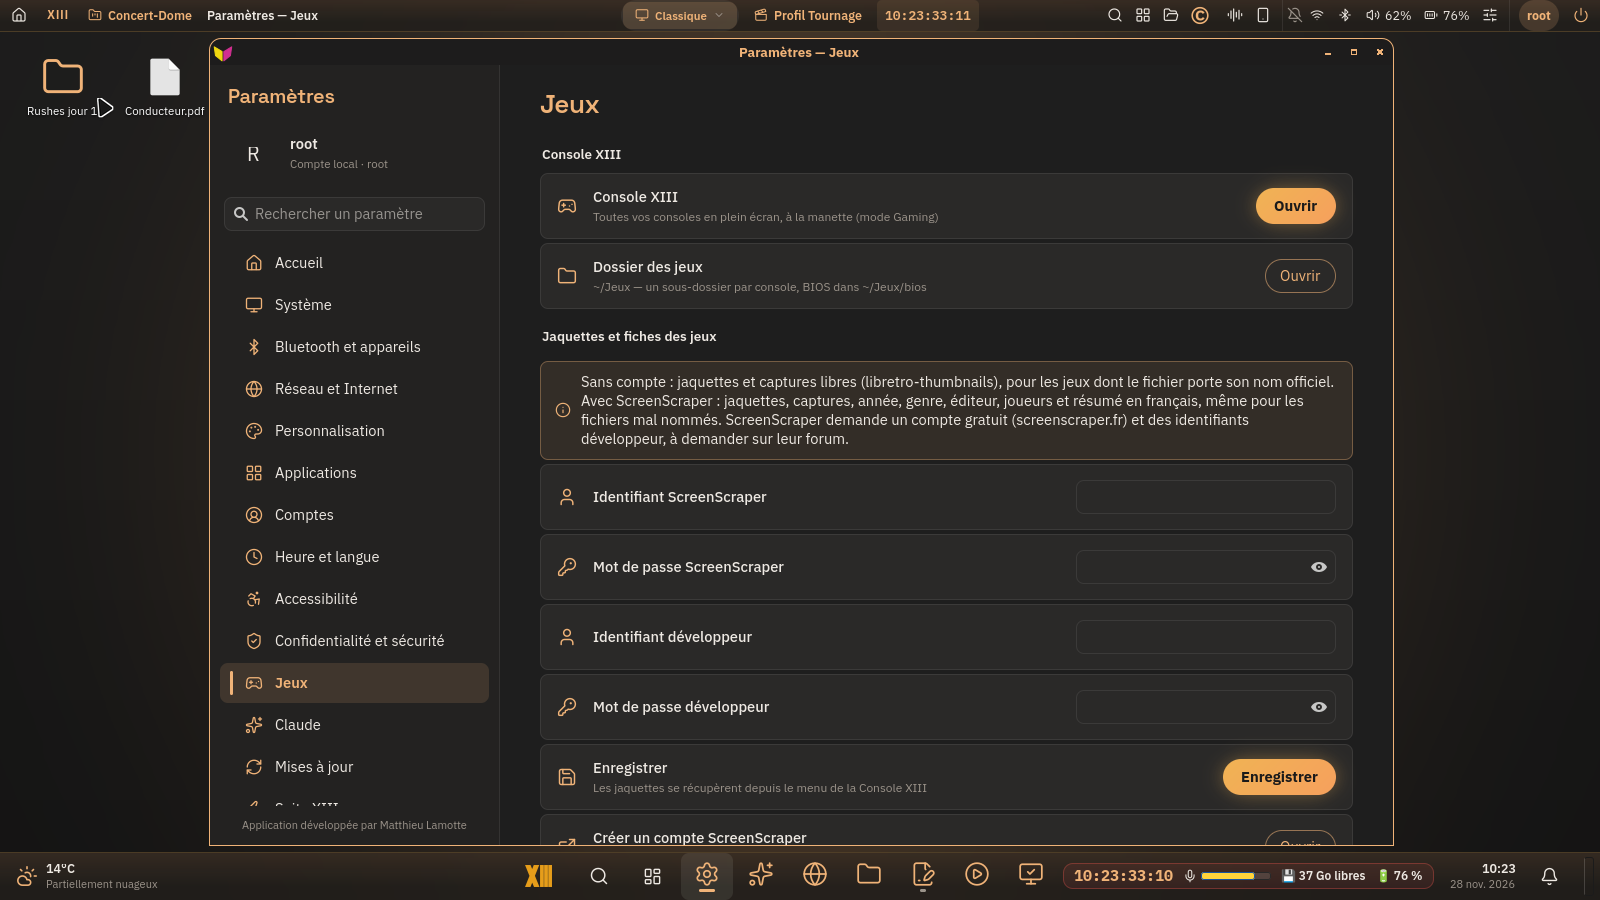 XIII
Concert-Dome
Paramètres — Jeux
Classique
Profil Tournage
10:23:33:11
62%
76%
root
Rushes jour 1
Conducteur.pdf
Paramètres — Jeux
Paramètres
R
root
Compte local · root
Rechercher un paramètre
Accueil
Système
Bluetooth et appareils
Réseau et Internet
Personnalisation
Applications
Comptes
Heure et langue
Accessibilité
Confidentialité et sécurité
Jeux
Claude
Mises à jour
Suite XIII
Application développée par Matthieu Lamotte
Jeux
Console XIII
Console XIII
Toutes vos consoles en plein écran, à la manette (mode Gaming)
Ouvrir
Dossier des jeux
~/Jeux — un sous-dossier par console, BIOS dans ~/Jeux/bios
Ouvrir
Jaquettes et fiches des jeux
Sans compte : jaquettes et captures libres (libretro-thumbnails), pour les jeux dont le fichier porte son nom officiel.
Avec ScreenScraper : jaquettes, captures, année, genre, éditeur, joueurs et résumé en français, même pour les
fichiers mal nommés. ScreenScraper demande un compte gratuit (screenscraper.fr) et des identifiants
développeur, à demander sur leur forum.
Identifiant ScreenScraper
Mot de passe ScreenScraper
Identifiant développeur
Mot de passe développeur
Enregistrer
Les jaquettes se récupèrent depuis le menu de la Console XIII
Enregistrer
Créer un compte ScreenScraper
Ouvrir
14°C
Partiellement nuageux
XIII
10:23:33:10
37 Go libres
76 %
10:23
28 nov. 2026